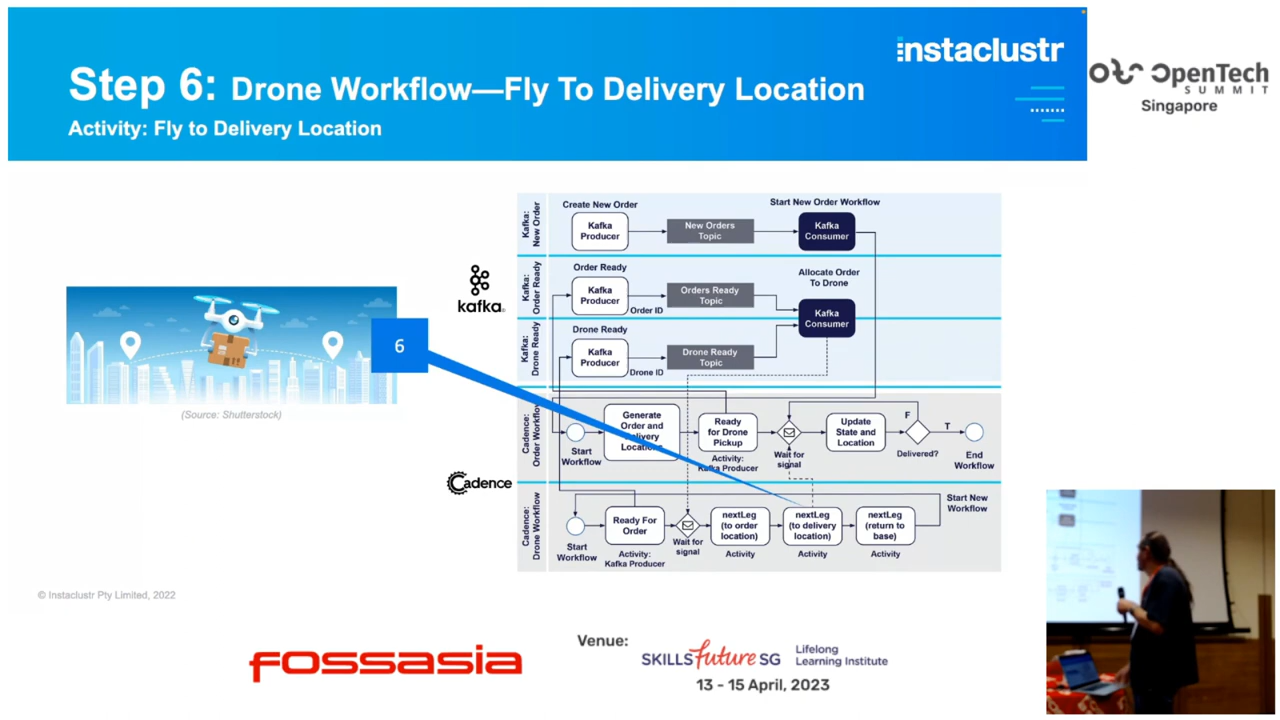 Step 6: Drone Workflow—Fly To Delivery Location
Activity: Fly to Delivery Location
instaclustr
OpenTech
SUMMIT
Singapore
Create New Order
Start New Order Workflow
Kafka:
New Order
Kafka
Producer
New Orders
Topic
Kafka
Consumer
kafka®
Kafka:
Order Ready
Order Ready
Kafka
Producer
Order ID
Orders Ready
Topic
Allocate Order
To Drone
Kafka
Consumer
Kafka:
Drone Ready
Drone Ready
Kafka
Producer
Drone ID
Drone Ready
Topic
6
(Source: Shutterstock)
Cadence:
Order Workflow
Start
Workflow
Generate
Order and
Delivery
Locations
Ready
for Drone
Pickup
Activity:
Kafka Producer
Wait for
signal
Update
State and
Location
F
T
Delivered?
End
Workflow
Cadence
Cadence:
Drone Workflow
Start
Workflow
Ready For
Order
Activity:
Kafka Producer
Wait for
signal
nextLeg
(to order
location)
Activity
nextLeg
(to delivery
location)
Activity
nextLeg
(return to
base)
Activity
Start New
Workflow
© Instaclustr Pty Limited, 2022
fossasia
Venue:
SKILLS future SG
Lifelong
Learning Institute
13 - 15 April, 2023